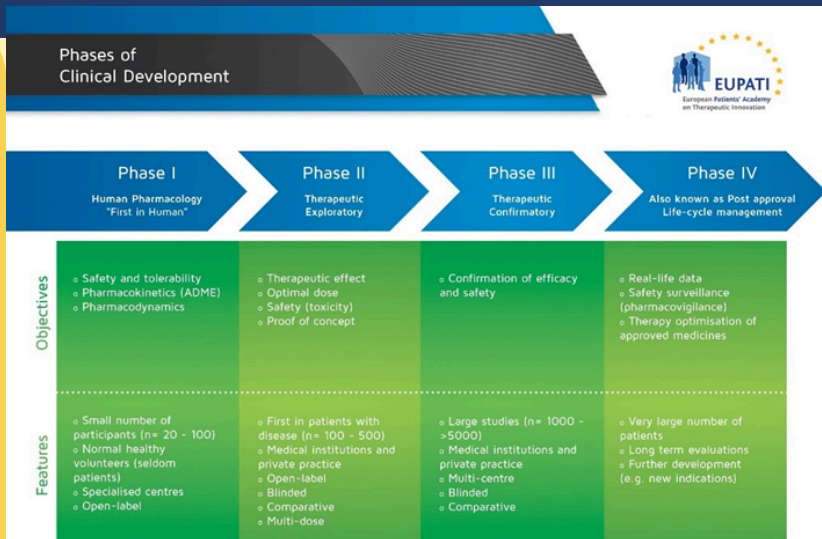 Phases of
Clinical Development
EUPATI
European Patients' Academy
on Therapeutic Innovation
Phase I
Human Pharmacology
"First in Human"
Phase II
Therapeutic
Exploratory
Phase III
Therapeutic
Confirmatory
Phase IV
Also known as Post approval
Life-cycle management
Objectives
o Safety and tolerability
o Pharmacokinetics (ADME)
o Pharmacodynamics
o Therapeutic effect
o Optimal dose
o Safety (toxicity)
o Proof of concept
o Confirmation of efficacy
and safety
o Real-life data
o Safety surveillance
(pharmacovigilance)
o Therapy optimisation of
approved medicines
Features
o Small number of
participants (n= 20 - 100)
o Normal healthy
volunteers (seldom
patients)
o Specialised centres
o Open-label
o First in patients with
disease (n= 100 - 500)
o Medical institutions and
private practice
o Open-label
o Blinded
o Comparative
o Multi-dose
o Large studies (n= 1000 -
>5000)
o Medical institutions and
private practice
o Multi-centre
o Blinded
o Comparative
o Very large number of
patients
o Long term evaluations
o Further development
(e.g. new indications)